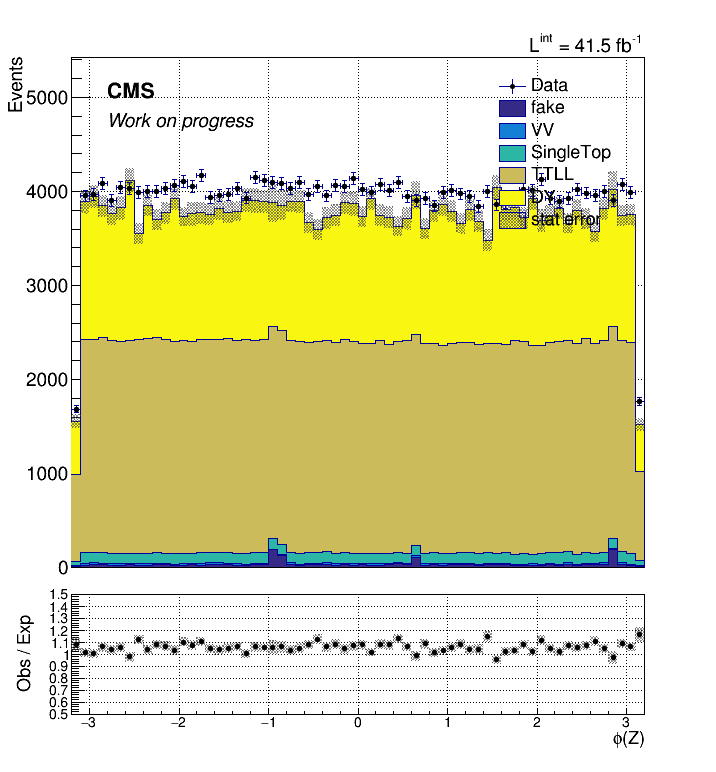 L^int = 41.5 fb^-1
Events
CMS
Work on progress
Data
fake
VV
SingleTop
TTLL
DY
stat error
5000
4000
3000
2000
1000
0
Obs / Exp
1.5
1.4
1.3
1.2
1.1
1
0.9
0.8
0.7
0.6
0.5
−3 −2 −1 0 1 2 3
ϕ(Z)